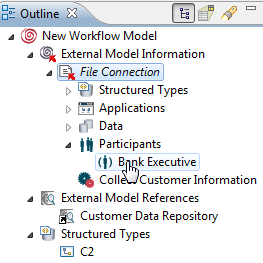 Outline
New Workflow Model
External Model Information
File Connection
Structured Types
Applications
Data
Participants
Bank Executive
Collect Customer Information
External Model References
Customer Data Repository
Structured Types
C2